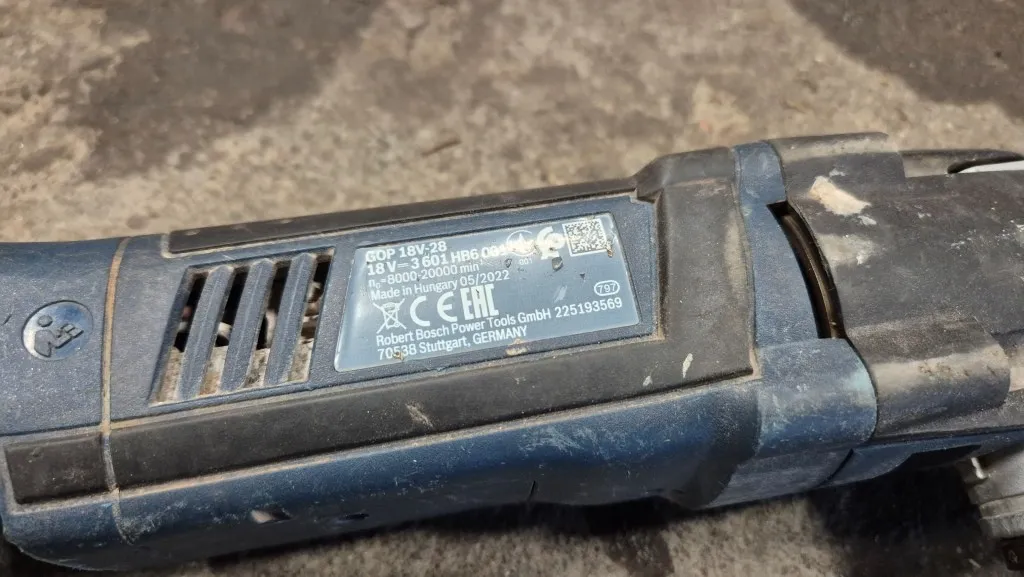 GOP 18V-28
18 V⎓ 3 601 HB6 0
001
n₀=8000-20000 min⁻¹
Made in Hungary 05/2022
CE EAC
797
Robert Bosch Power Tools GmbH 225193569
70538 Stuttgart, GERMANY